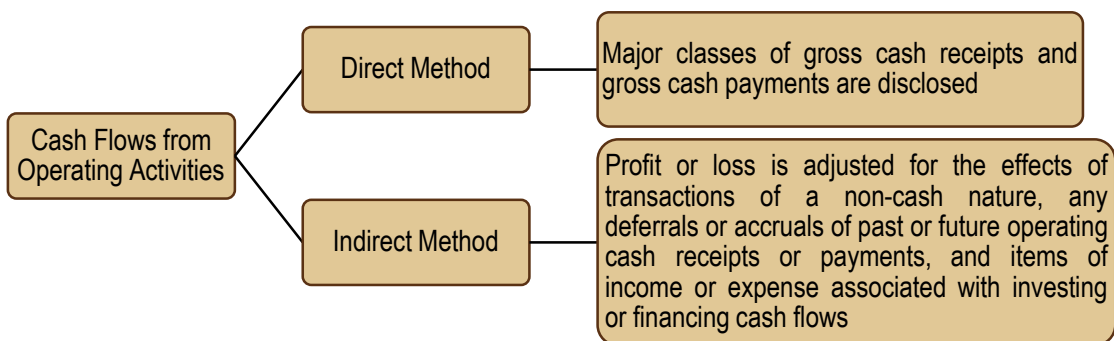 Cash Flows from
Operating Activities
Direct Method
Major classes of gross cash receipts and
gross cash payments are disclosed
Indirect Method
Profit or loss is adjusted for the effects of
transactions of a non-cash nature, any
deferrals or accruals of past or future operating
cash receipts or payments, and items of
income or expense associated with investing
or financing cash flows